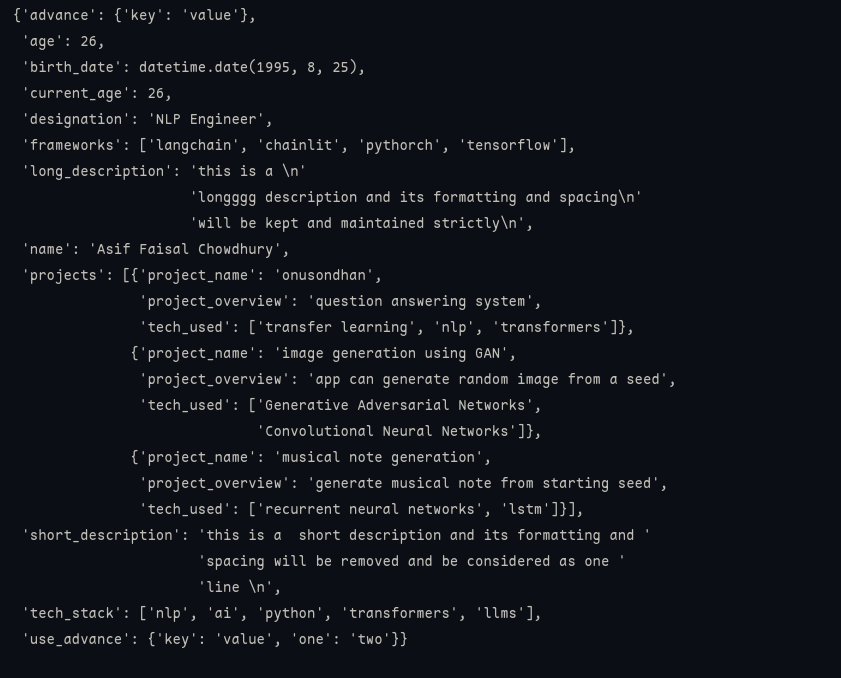 {'advance': {'key': 'value'},
 'age': 26,
 'birth_date': datetime.date(1995, 8, 25),
 'current_age': 26,
 'designation': 'NLP Engineer',
 'frameworks': ['langchain', 'chainlit', 'pythorch', 'tensorflow'],
 'long_description': 'this is a \n'
                     'longggg description and its formatting and spacing\n'
                     'will be kept and maintained strictly\n',
 'name': 'Asif Faisal Chowdhury',
 'projects': [{'project_name': 'onusondhan',
               'project_overview': 'question answering system',
               'tech_used': ['transfer learning', 'nlp', 'transformers']},
              {'project_name': 'image generation using GAN',
               'project_overview': 'app can generate random image from a seed',
               'tech_used': ['Generative Adversarial Networks',
                             'Convolutional Neural Networks']},
              {'project_name': 'musical note generation',
               'project_overview': 'generate musical note from starting seed',
               'tech_used': ['recurrent neural networks', 'lstm']}],
 'short_description': 'this is a  short description and its formatting and '
                      'spacing will be removed and be considered as one '
                      'line \n',
 'tech_stack': ['nlp', 'ai', 'python', 'transformers', 'llms'],
 'use_advance': {'key': 'value', 'one': 'two'}}